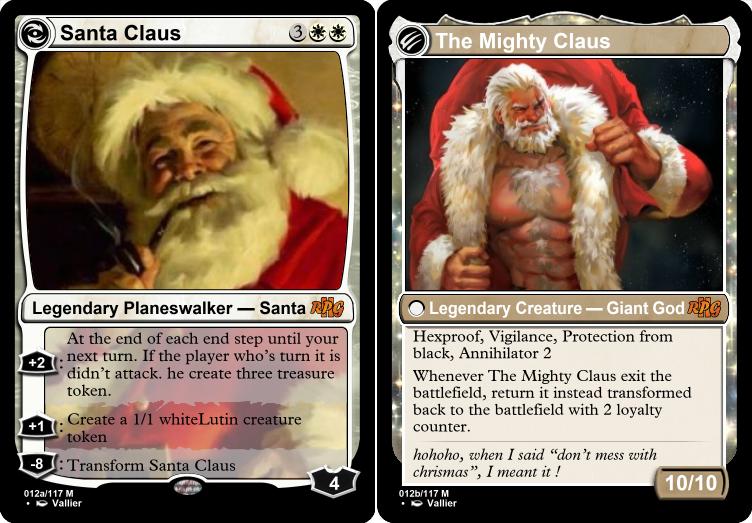 Santa Claus 3
Legendary Planeswalker — Santa RPG
+2: At the end of each end step until your
next turn. If the player who's turn it is
didn't attack. he create three treasure
token.
+1: Create a 1/1 whiteLutin creature
token
-8: Transform Santa Claus
4
012a/117 M
• Vallier
The Mighty Claus
Legendary Creature — Giant God RPG
Hexproof, Vigilance, Protection from
black, Annihilator 2
Whenever The Mighty Claus exit the
battlefield, return it instead transformed
back to the battlefield with 2 loyalty
counter.
hohoho, when I said “don't mess with
chrismas”, I meant it !
10/10
012b/117 M
• Vallier